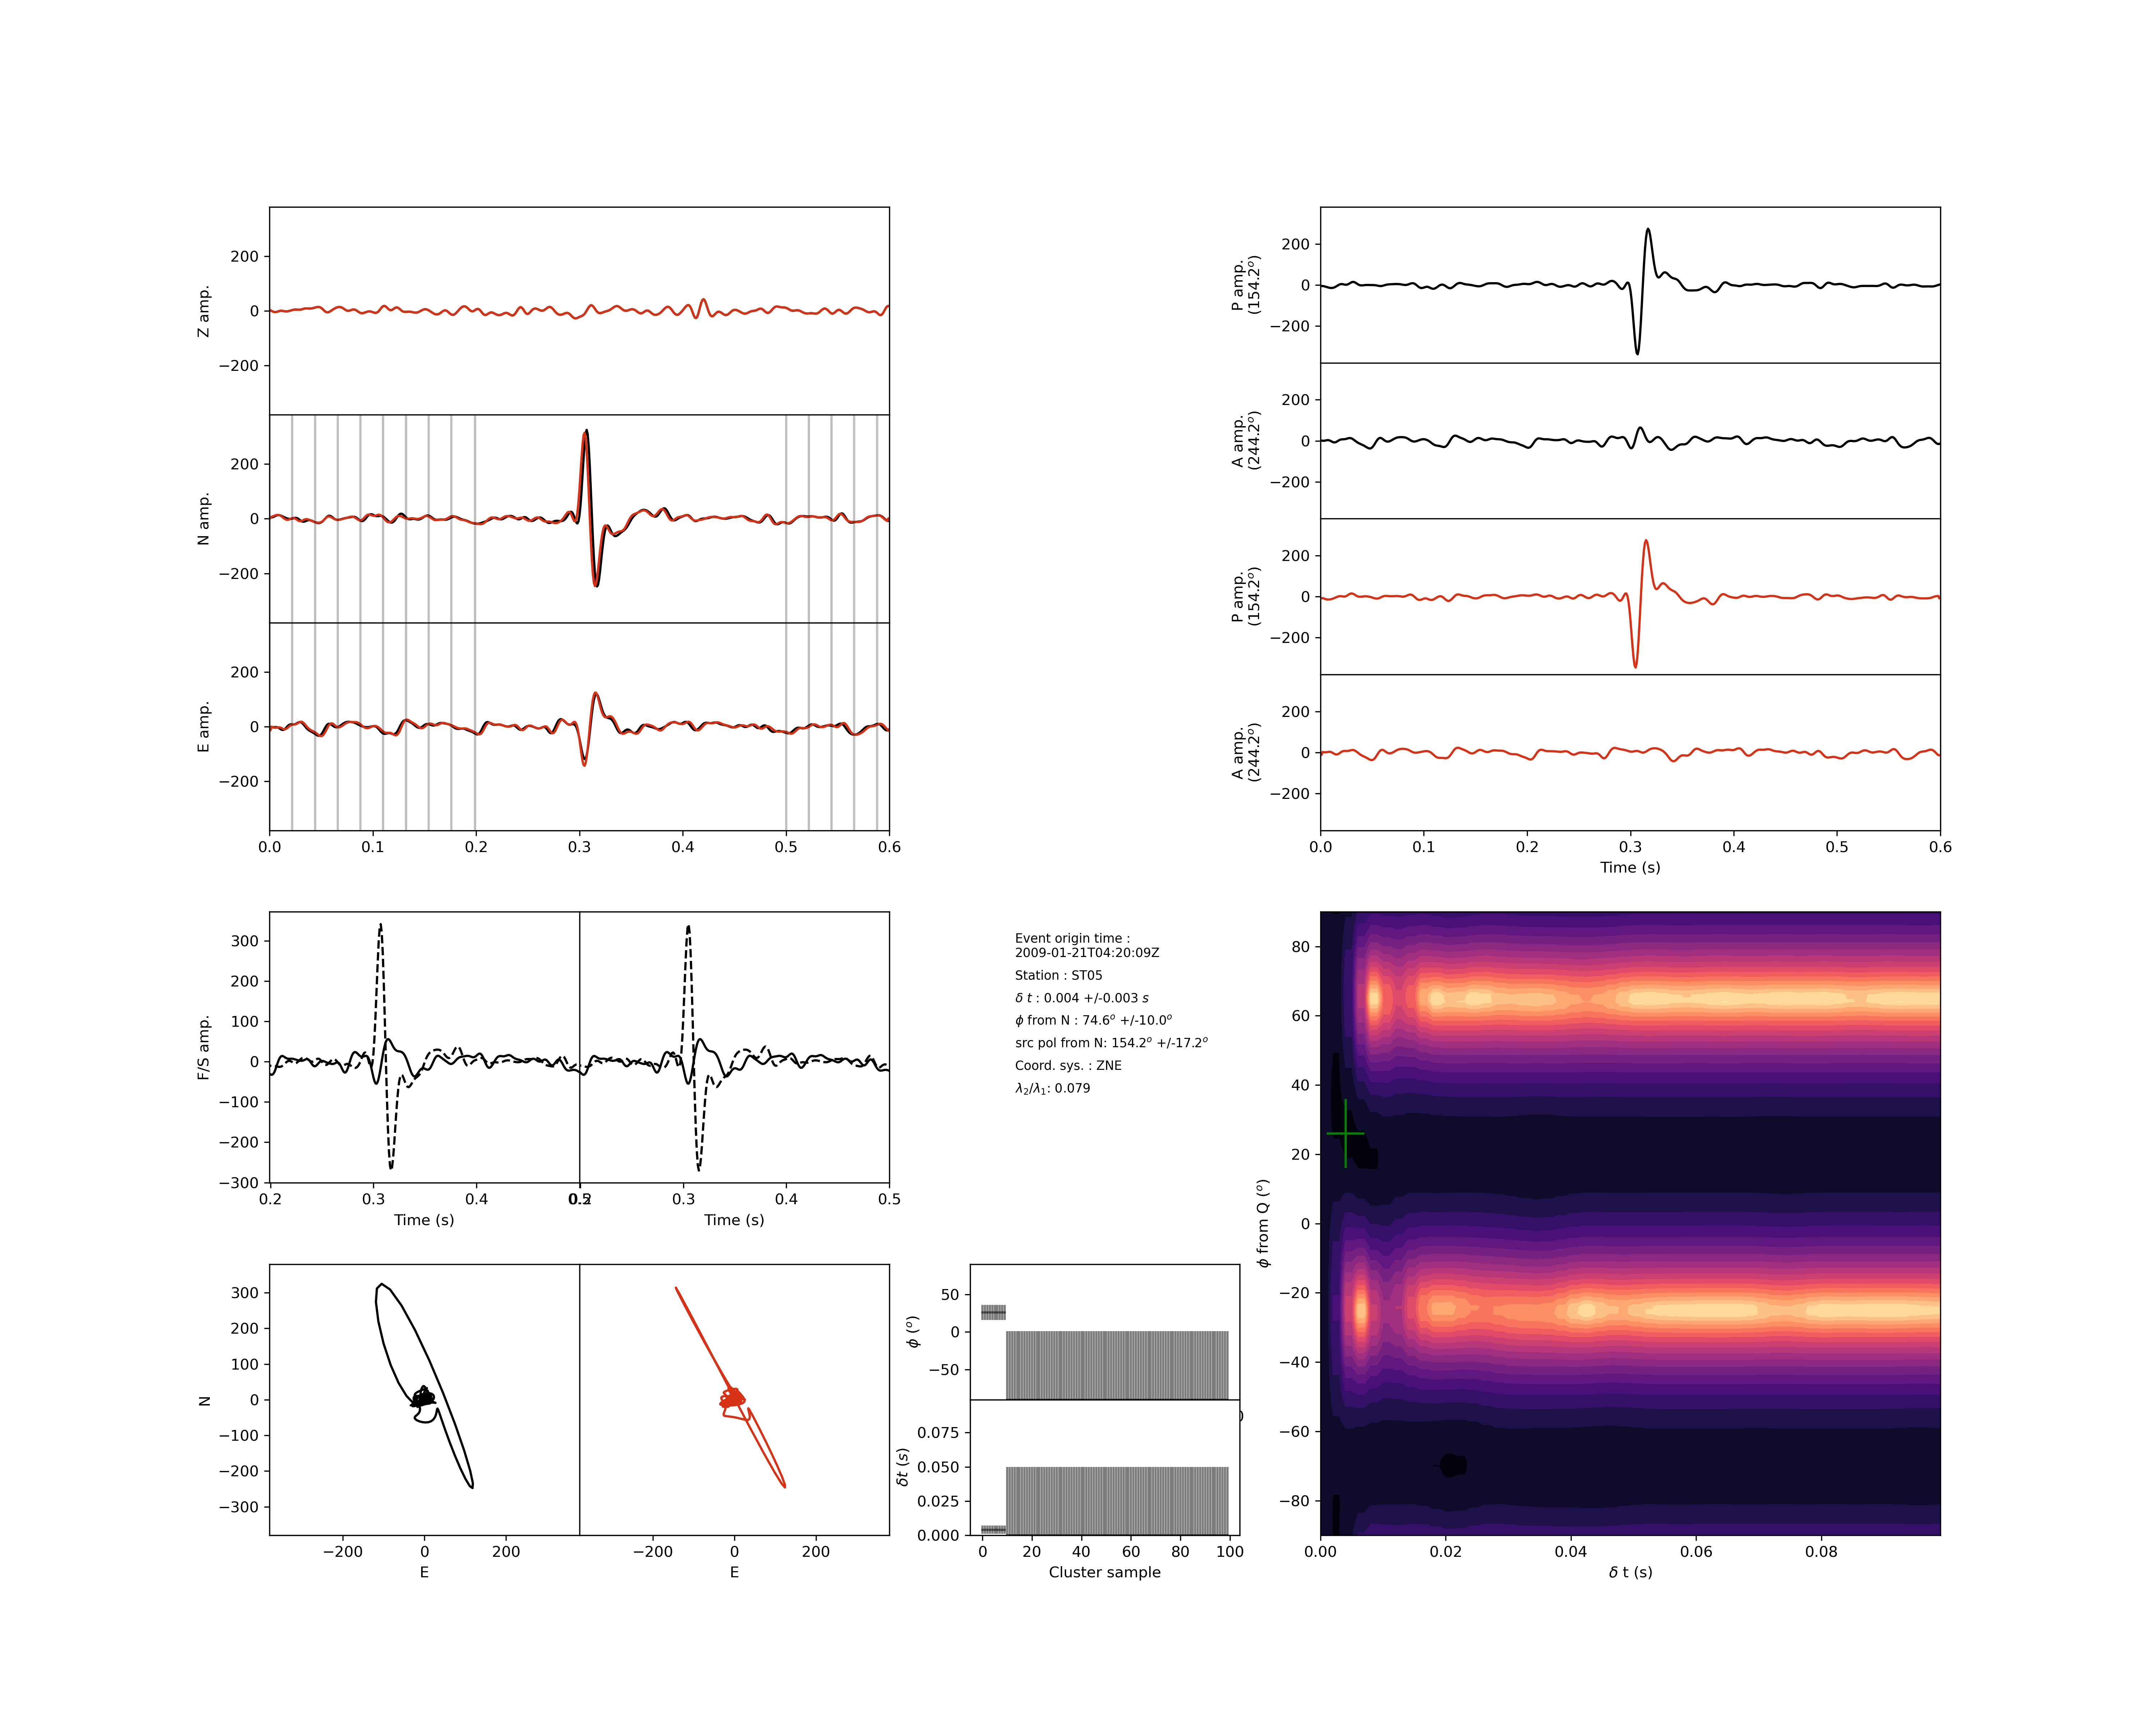 200
0
−200
Z amp.
200
0
−200
N amp.
200
0
−200
E amp.
0.0 0.1 0.2 0.3 0.4 0.5 0.6
200
0
−200
P amp.
(154.2°)
200
0
−200
A amp.
(244.2°)
200
0
−200
P amp.
(154.2°)
200
0
−200
A amp.
(244.2°)
0.0 0.1 0.2 0.3 0.4 0.5 0.6
Time (s)
300
200
100
0
−100
−200
−300
F/S amp.
0.2 0.3 0.4 0.5
Time (s)
0.2 0.3 0.4 0.5
Time (s)
Event origin time :
2009-01-21T04:20:09Z
Station : ST05
δ t : 0.004 +/-0.003 s
ϕ from N : 74.6° +/-10.0°
src pol from N: 154.2° +/-17.2°
Coord. sys. : ZNE
λ₂/λ₁: 0.079
300
200
100
0
−100
−200
−300
N
−200 0 200
E
−200 0 200
E
50
0
−50
ϕ (°)
0.075
0.050
0.025
0.000
δt (s)
0 20 40 60 80 100
Cluster sample
80
60
40
20
0
−20
−40
−60
−80
ϕ from Q (°)
0.00 0.02 0.04 0.06 0.08
δ t (s)